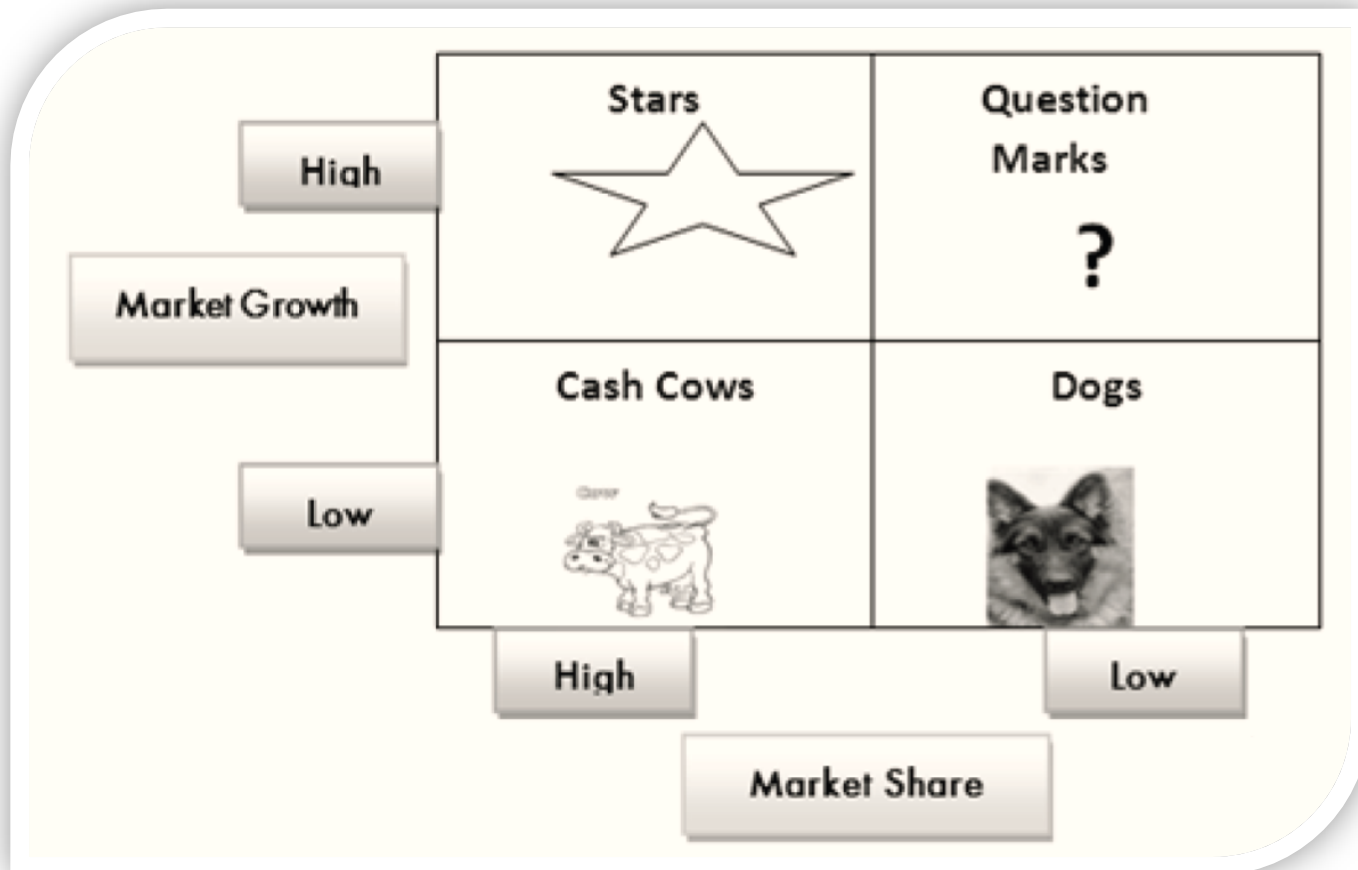 Stars
Question
Marks
?
High
Market Growth
Cash Cows
Dogs
Low
High
Low
Market Share